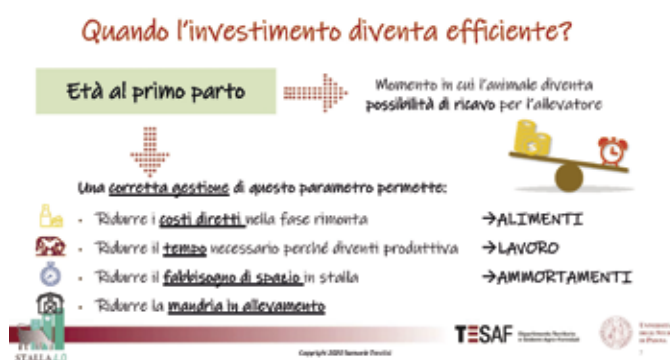 Quando l'investimento diventa efficiente?
Età al primo parto
Momento in cui l'animale diventa
possibilità di ricavo per l'allevatore
Una corretta gestione di questo parametro permette:
· Ridurre i costi diretti nella fase rimonta
→ALIMENTI
· Ridurre il tempo necessario perché diventi produttiva
→LAVORO
· Ridurre il fabbisogno di spazio in stalla
→AMMORTAMENTI
· Ridurre la mandria in allevamento
STALLA 4.0
TESAF
Copyright 2020 Samuele
7